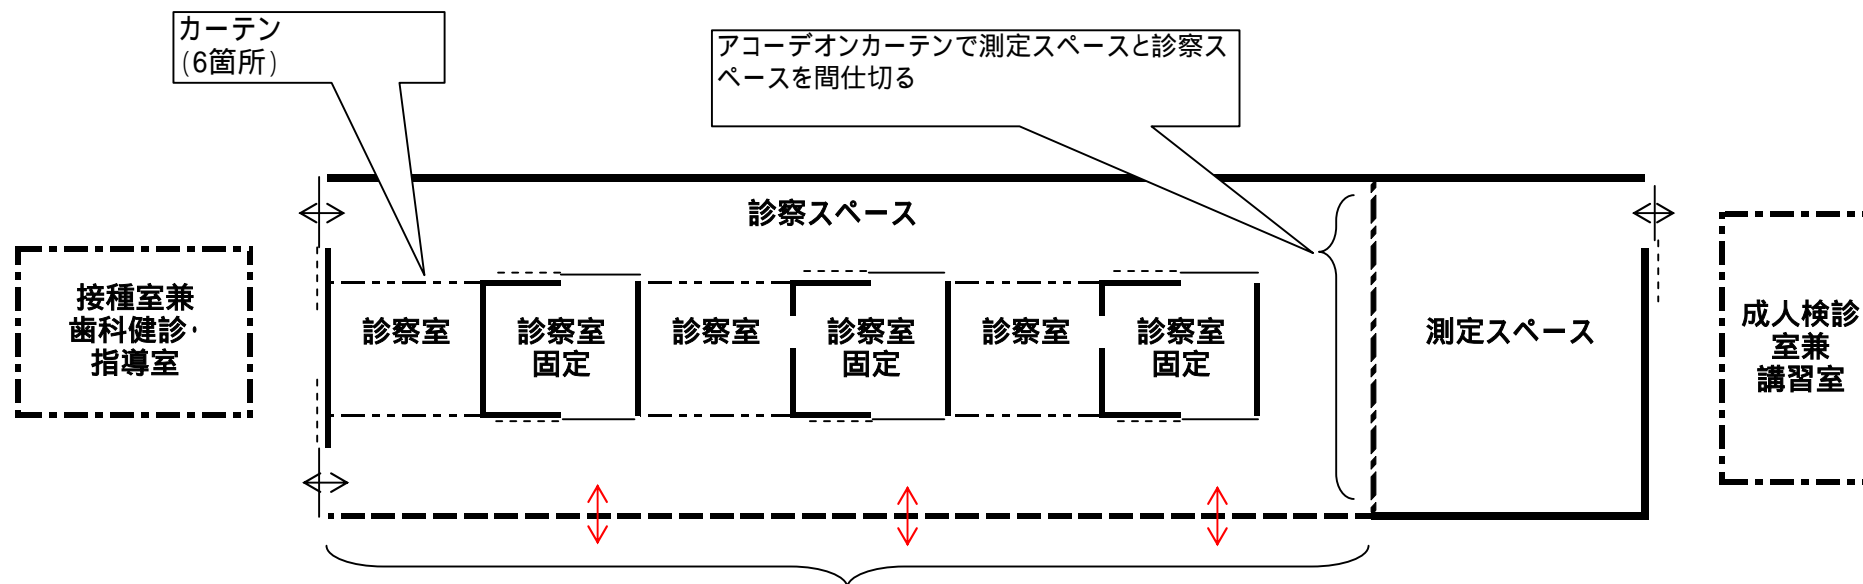 カーテン
(6箇所)
アコーデオンカーテンで測定スペースと診察ス
ペースを間仕切る
診察スペース
接種室兼
歯科健診・
指導室
診察室
診察室
固定
診察室
診察室
固定
診察室
診察室
固定
測定スペース
成人検診
室兼
講習室